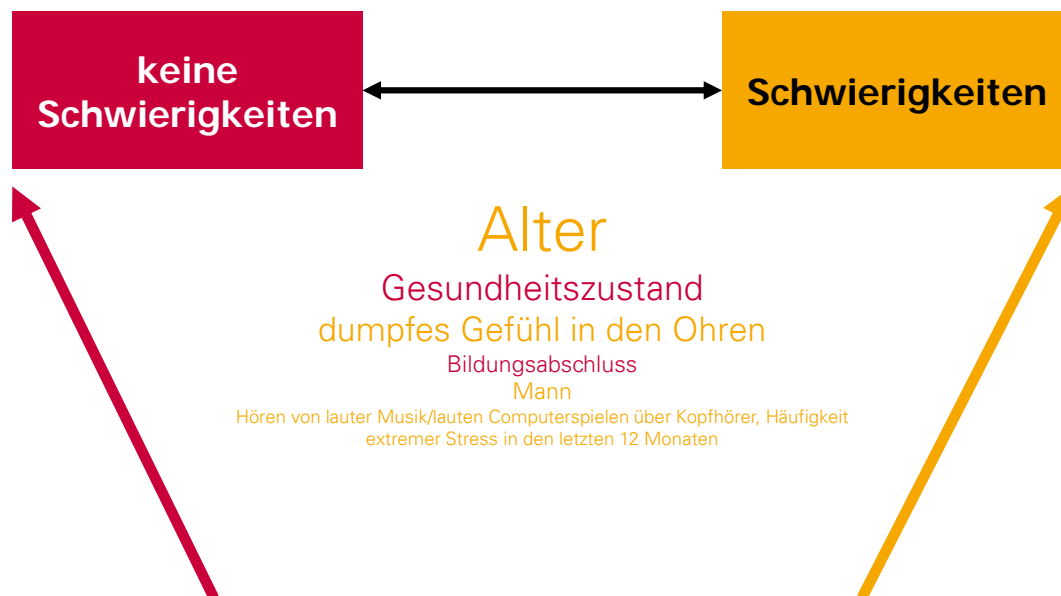 keine
Schwierigkeiten
Schwierigkeiten
Alter
Gesundheitszustand
dumpfes Gefühl in den Ohren
Bildungsabschluss
Mann
Hören von lauter Musik/lauten Computerspielen über Kopfhörer, Häufigkeit
extremer Stress in den letzten 12 Monaten